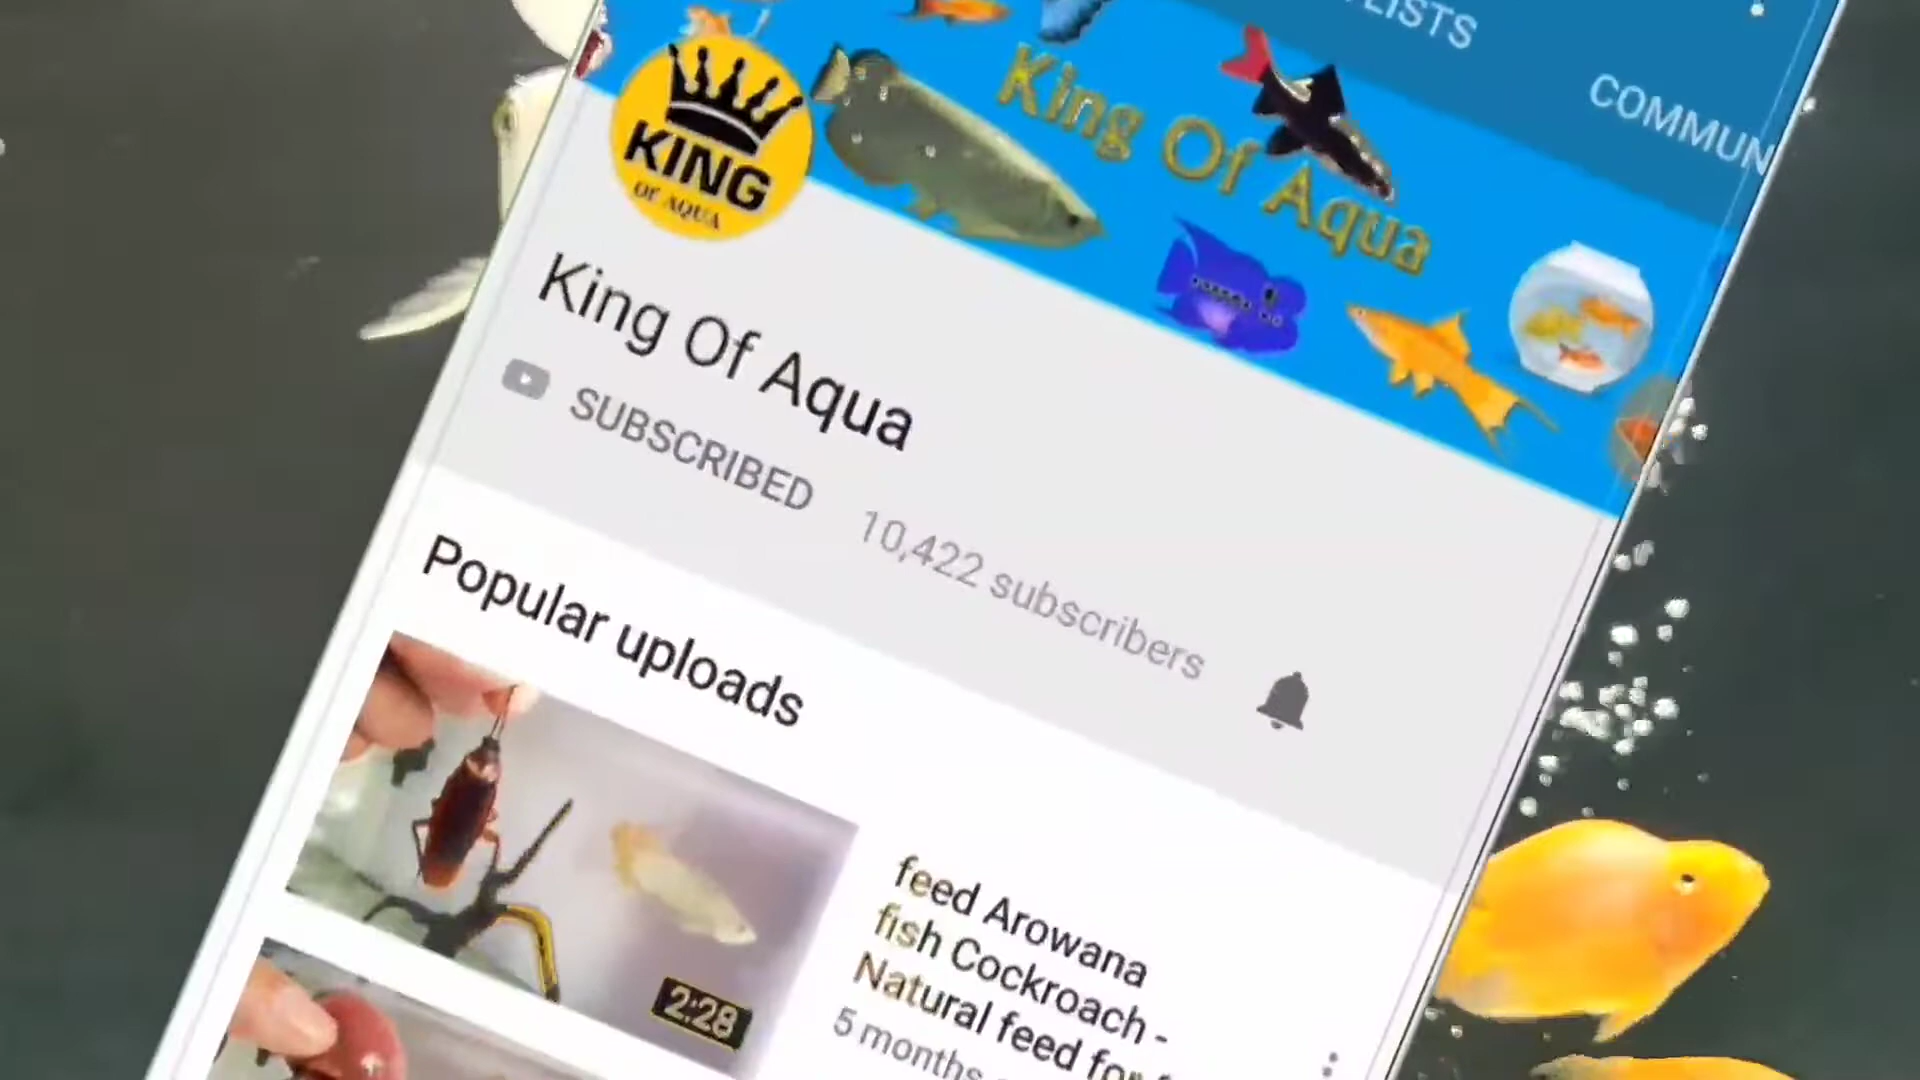 COMMUN
King Of Aqua
KING
OF AQUA
King Of Aqua
SUBSCRIBED
10,422 subscribers
Popular uploads
2:28
feed Arowana
fish Cockroach -
Natural feed for
5 months